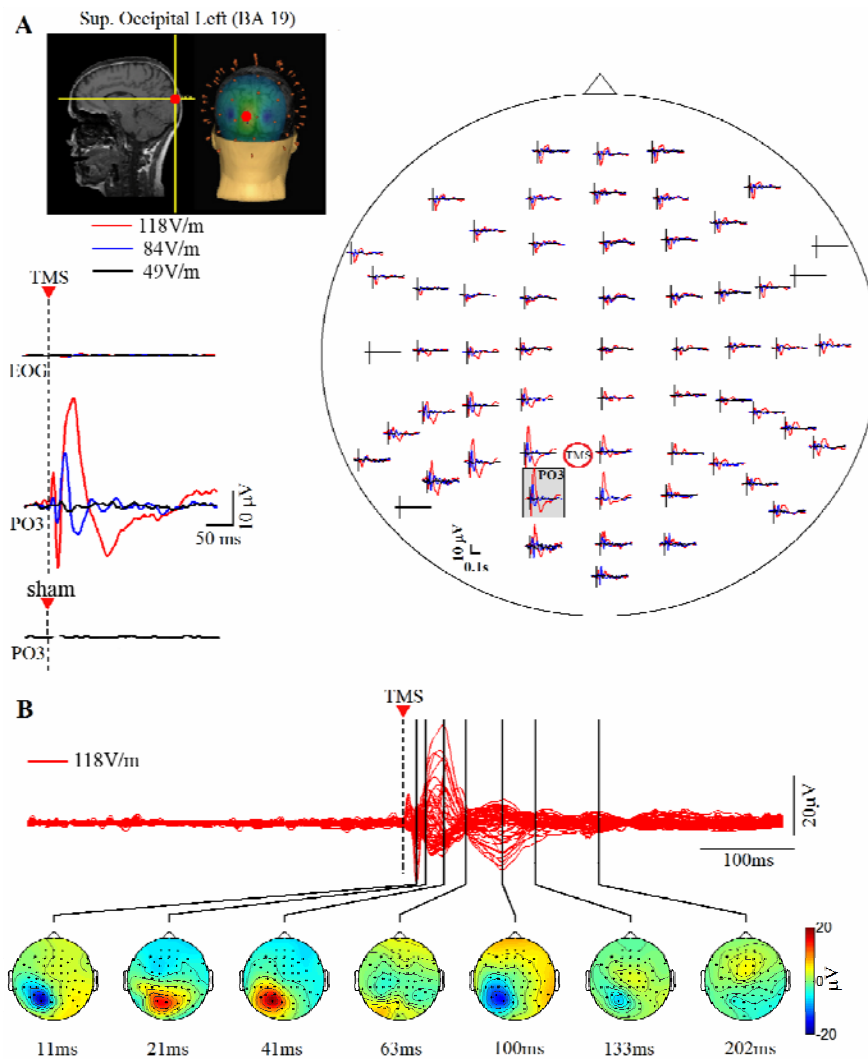 A
Sup. Occipital Left (BA 19)
118V/m
84V/m
49V/m
TMS
EOG
PO3
10 µV
50 ms
sham
PO3
TMS
PO3
10 µV
0.1s
B
TMS
118V/m
20µV
100ms
20
0
-20
µV
11ms
21ms
41ms
63ms
100ms
133ms
202ms